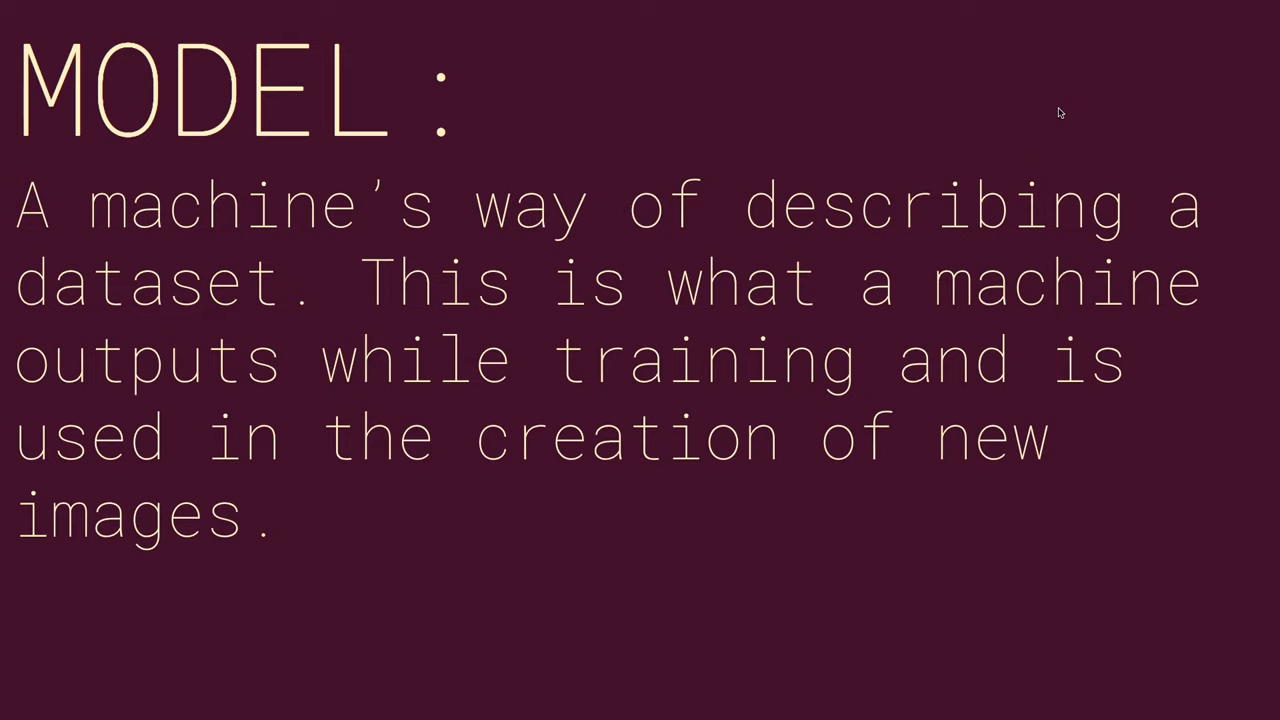 MODEL:
A machine’s way of describing a
dataset. This is what a machine
outputs while training and is
used in the creation of new
images.